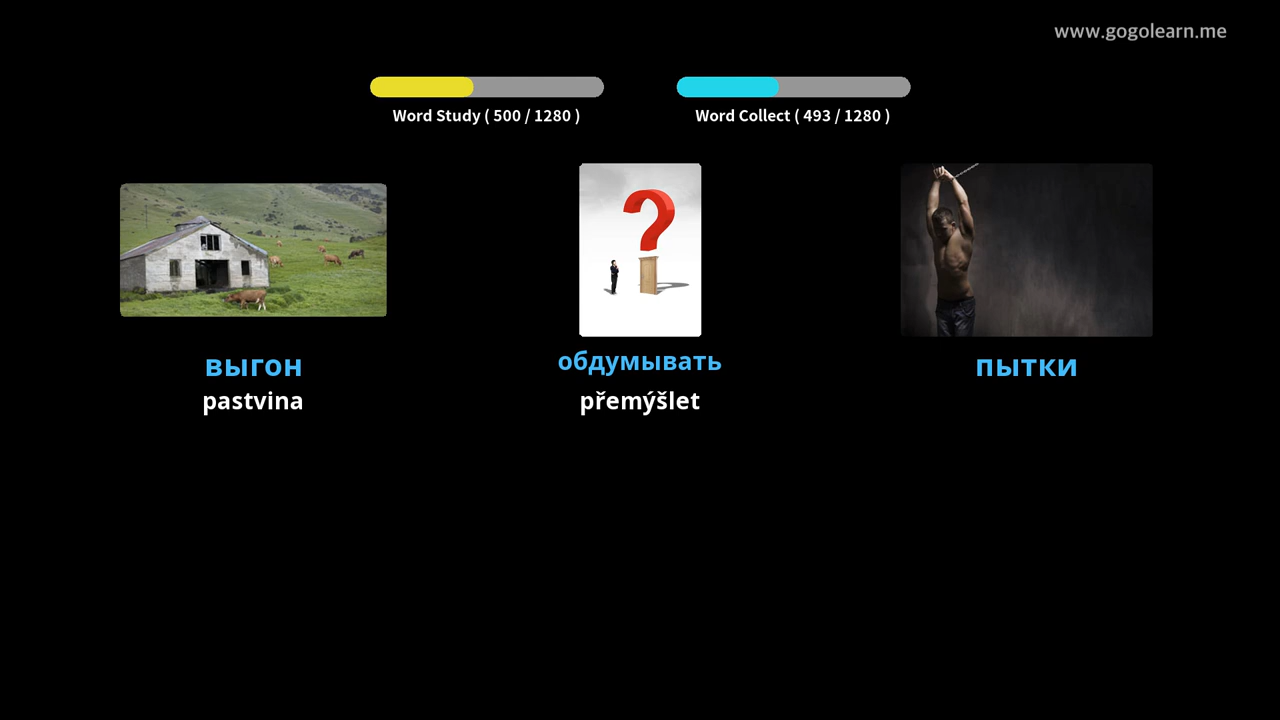 www.gogolearn.me
Word Study ( 500 / 1280 )
Word Collect ( 493 / 1280 )
выгон
pastvina
обдумывать
přemýšlet
пытки